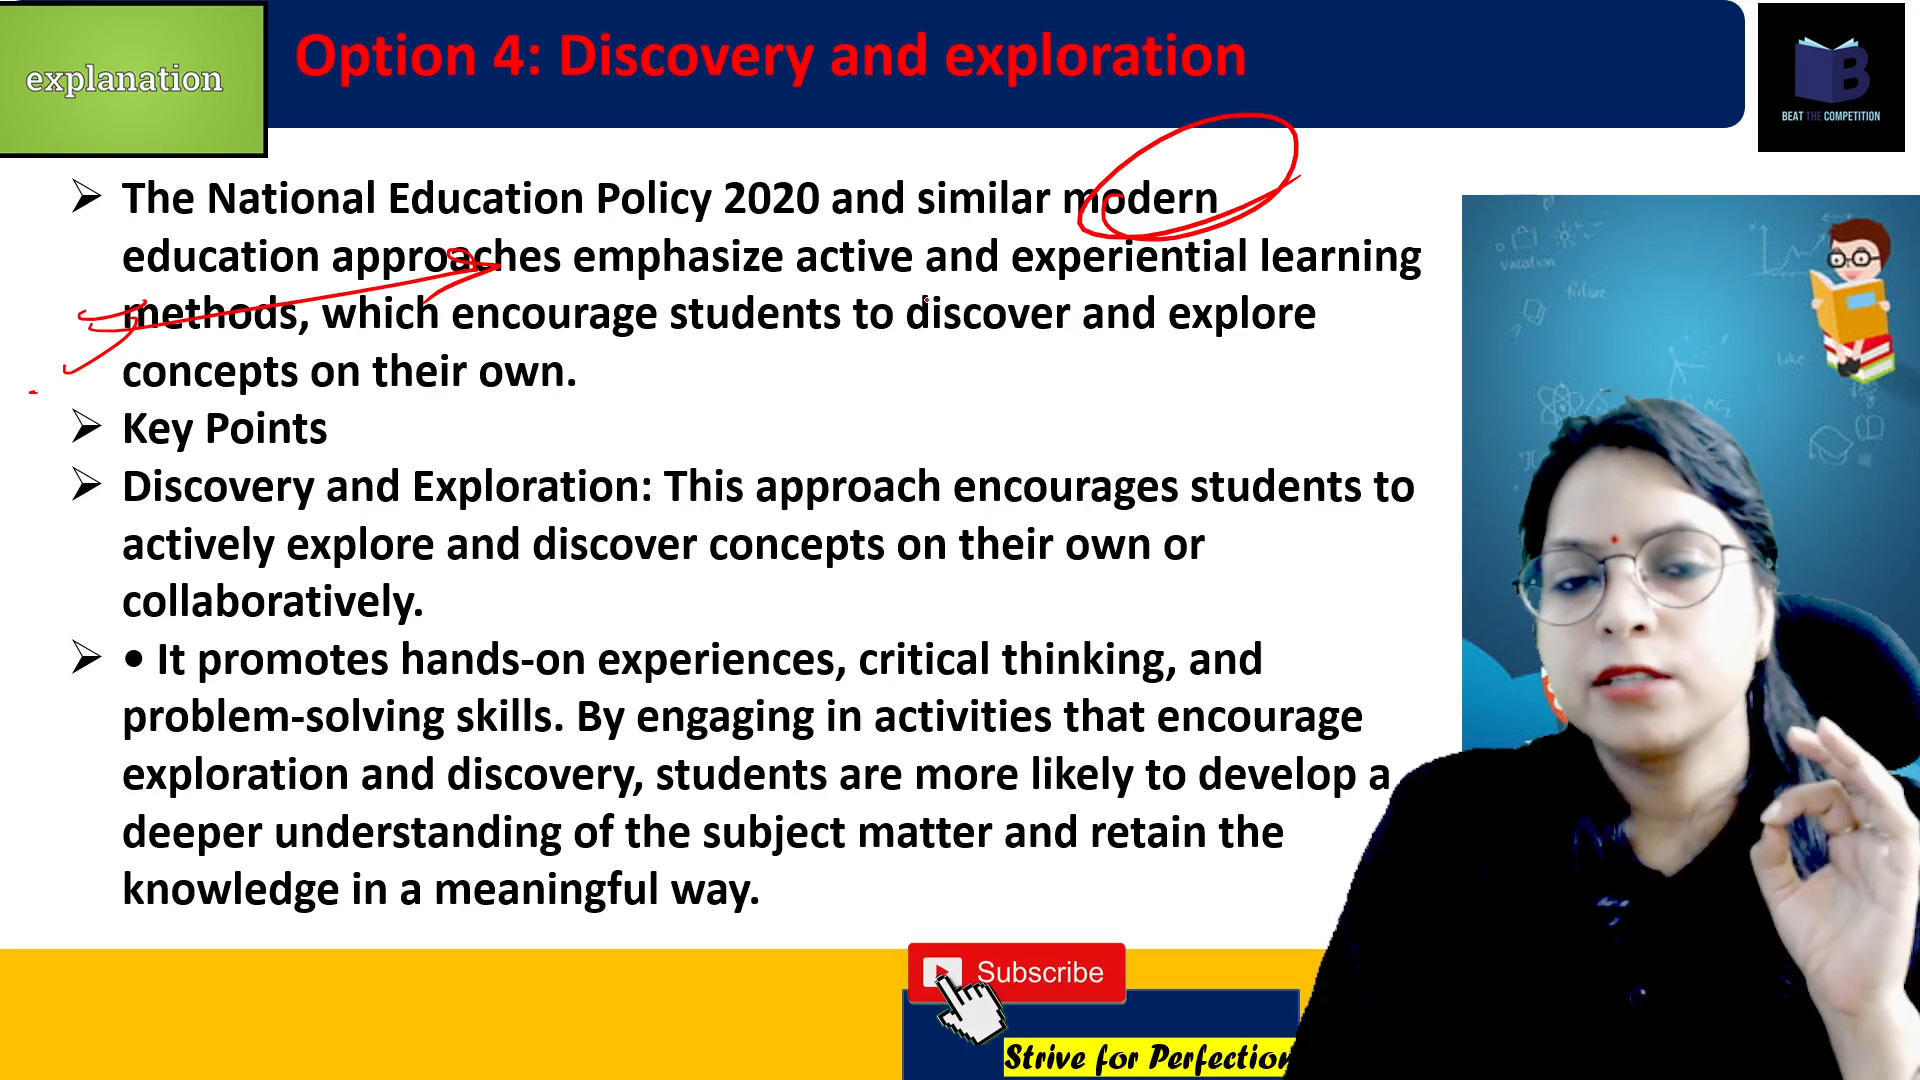 explanation
Option 4: Discovery and exploration
BEAT THE COMPETITION
➢ The National Education Policy 2020 and similar modern
education approaches emphasize active and experiential learning
methods, which encourage students to discover and explore
concepts on their own.
➢ Key Points
➢ Discovery and Exploration: This approach encourages students to
actively explore and discover concepts on their own or
collaboratively.
➢ • It promotes hands-on experiences, critical thinking, and
problem-solving skills. By engaging in activities that encourage
exploration and discovery, students are more likely to develop a
deeper understanding of the subject matter and retain the
knowledge in a meaningful way.
vacation
future
Like
Subscribe
Strive for Perfection